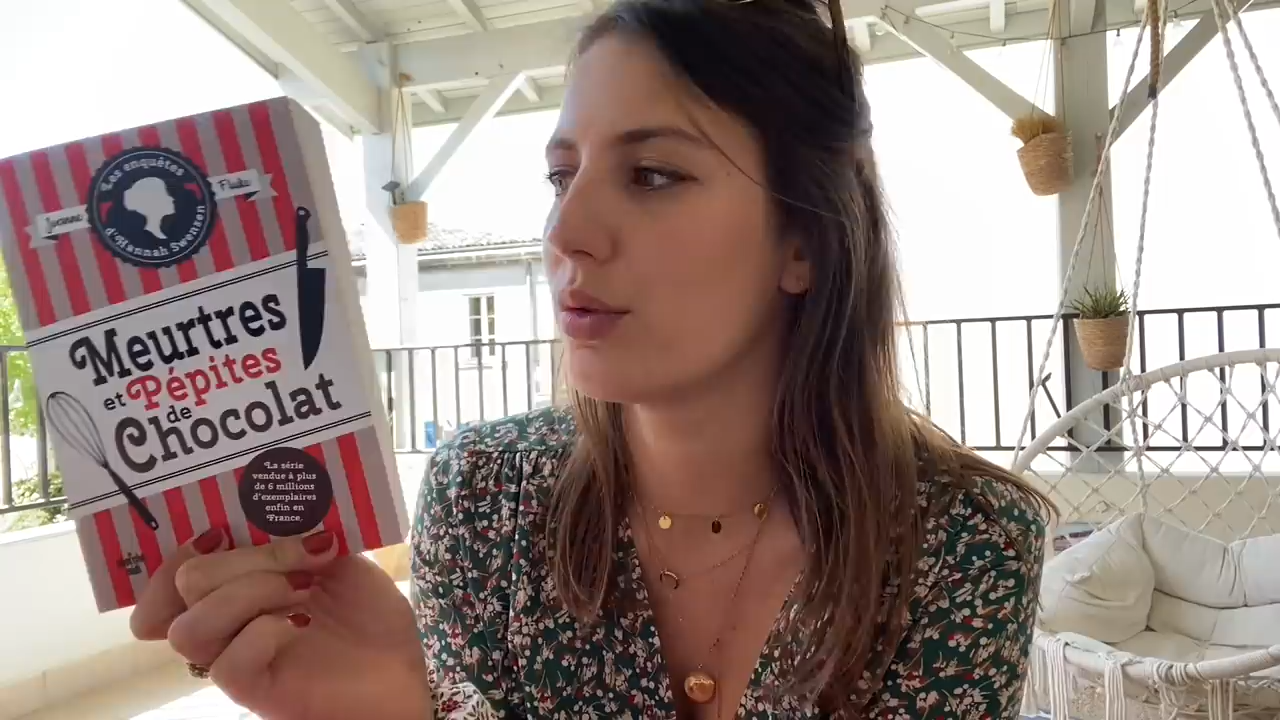 Les enquêtes
Joanne
Fluke
d'Hannah Swensen
Meurtres
et Pépites
de
Chocolat
La série
vendue à plus
de 6 millions
d'exemplaires
enfin en
France.